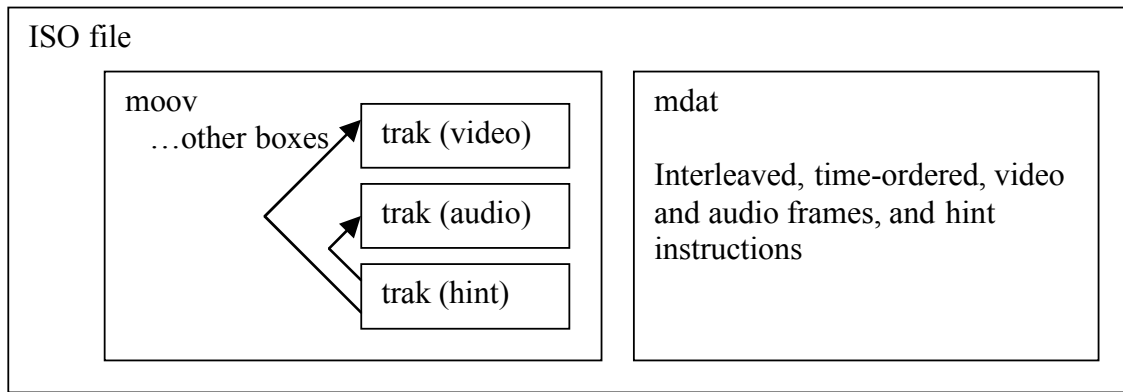 ISO file
moov
…other boxes
trak (video)
trak (audio)
trak (hint)
mdat
Interleaved, time-ordered, video
and audio frames, and hint
instructions